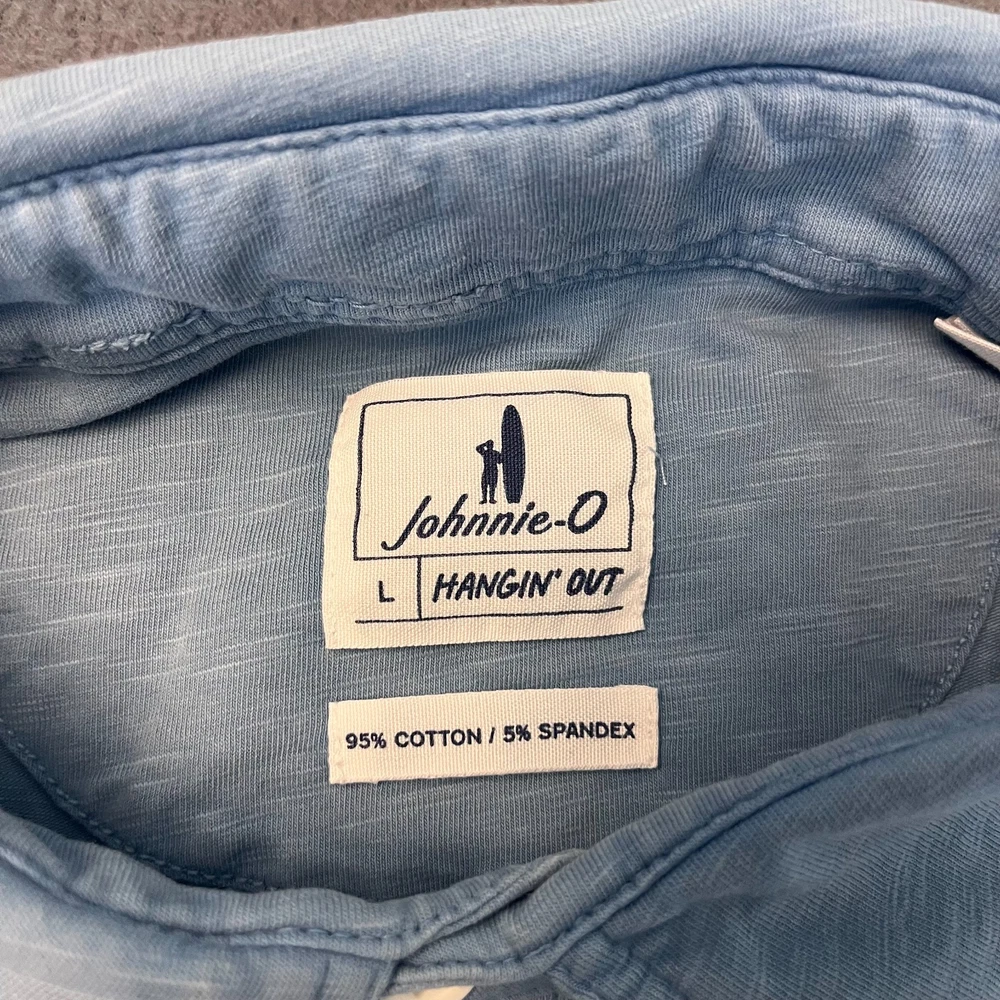 Johnnie-O
L HANGIN' OUT
95% COTTON / 5% SPANDEX